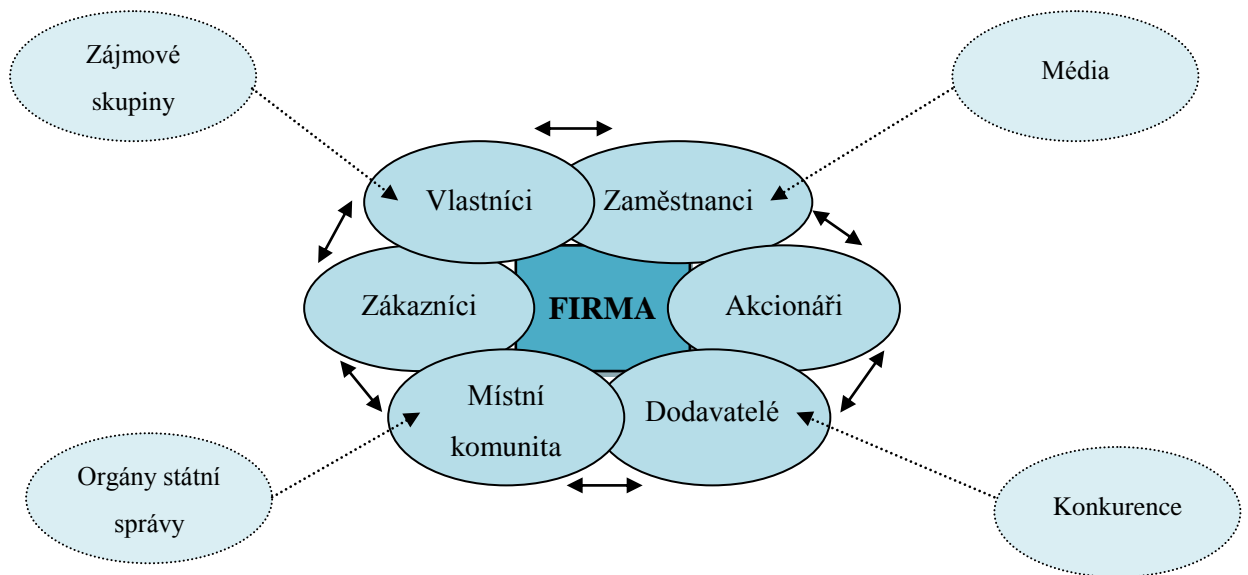 Zájmové
skupiny
Média
Vlastníci
Zaměstnanci
Zákazníci
FIRMA
Akcionáři
Místní
komunita
Dodavatelé
Orgány státní
správy
Konkurence